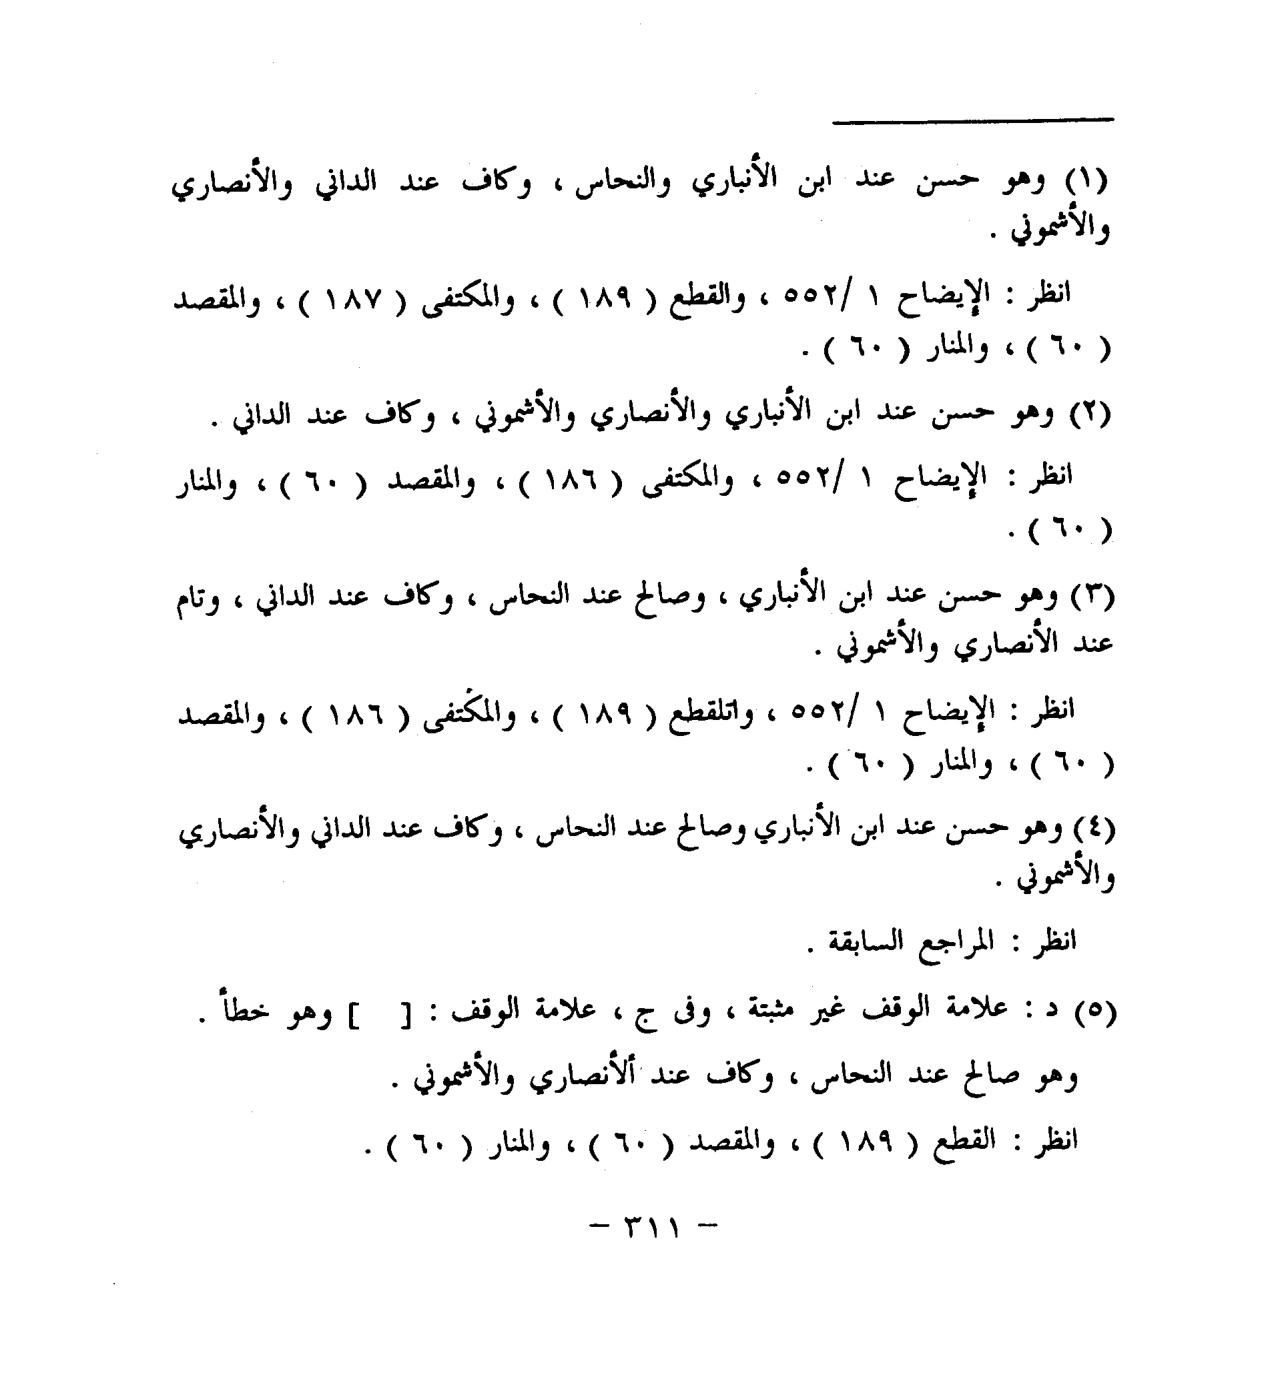 (١) وهو حسن عند ابن الأنباري والنحاس ، وكاف عند الداني والأنصاري
والأشموني .
انظر : الإيضاح ١ /٥٥٢ ، والقطع ( ١٨٩ ) ، والمكتفى ( ١٨٧ ) ، والمقصد
( ٦٠ ) ، والمنار ( ٦٠ ) .
(٢) وهو حسن عند ابن الأنباري والأنصاري والأشموني ، وكاف عند الداني .
انظر : الإيضاح ١ /٥٥٢ ، والمكتفى ( ١٨٦ ) ، والمقصد ( ٦٠ ) ، والمنار
( ٦٠ ) .
(٣) وهو حسن عند ابن الأنباري ، وصالح عند النحاس ، وكاف عند الداني ، وتام
عند الأنصاري والأشموني .
انظر : الإيضاح ١ /٥٥٢ ، واتلقطع ( ١٨٩ ) ، والمكتفى ( ١٨٦ ) ، والمقصد
( ٦٠ ) ، والمنار ( ٦٠ ) .
(٤) وهو حسن عند ابن الأنباري وصالح عند النحاس ، وكاف عند الداني والأنصاري
والأشموني .
انظر : المراجع السابقة .
(٥) د : علامة الوقف غير مثبتة ، وفى ج ، علامة الوقف : [ ] وهو خطأ .
وهو صالح عند النحاس ، وكاف عند ألأنصاري والأشموني .
انظر : القطع ( ١٨٩ ) ، والمقصد ( ٦٠ ) ، والمنار ( ٦٠ ) .
– ٣١١ –